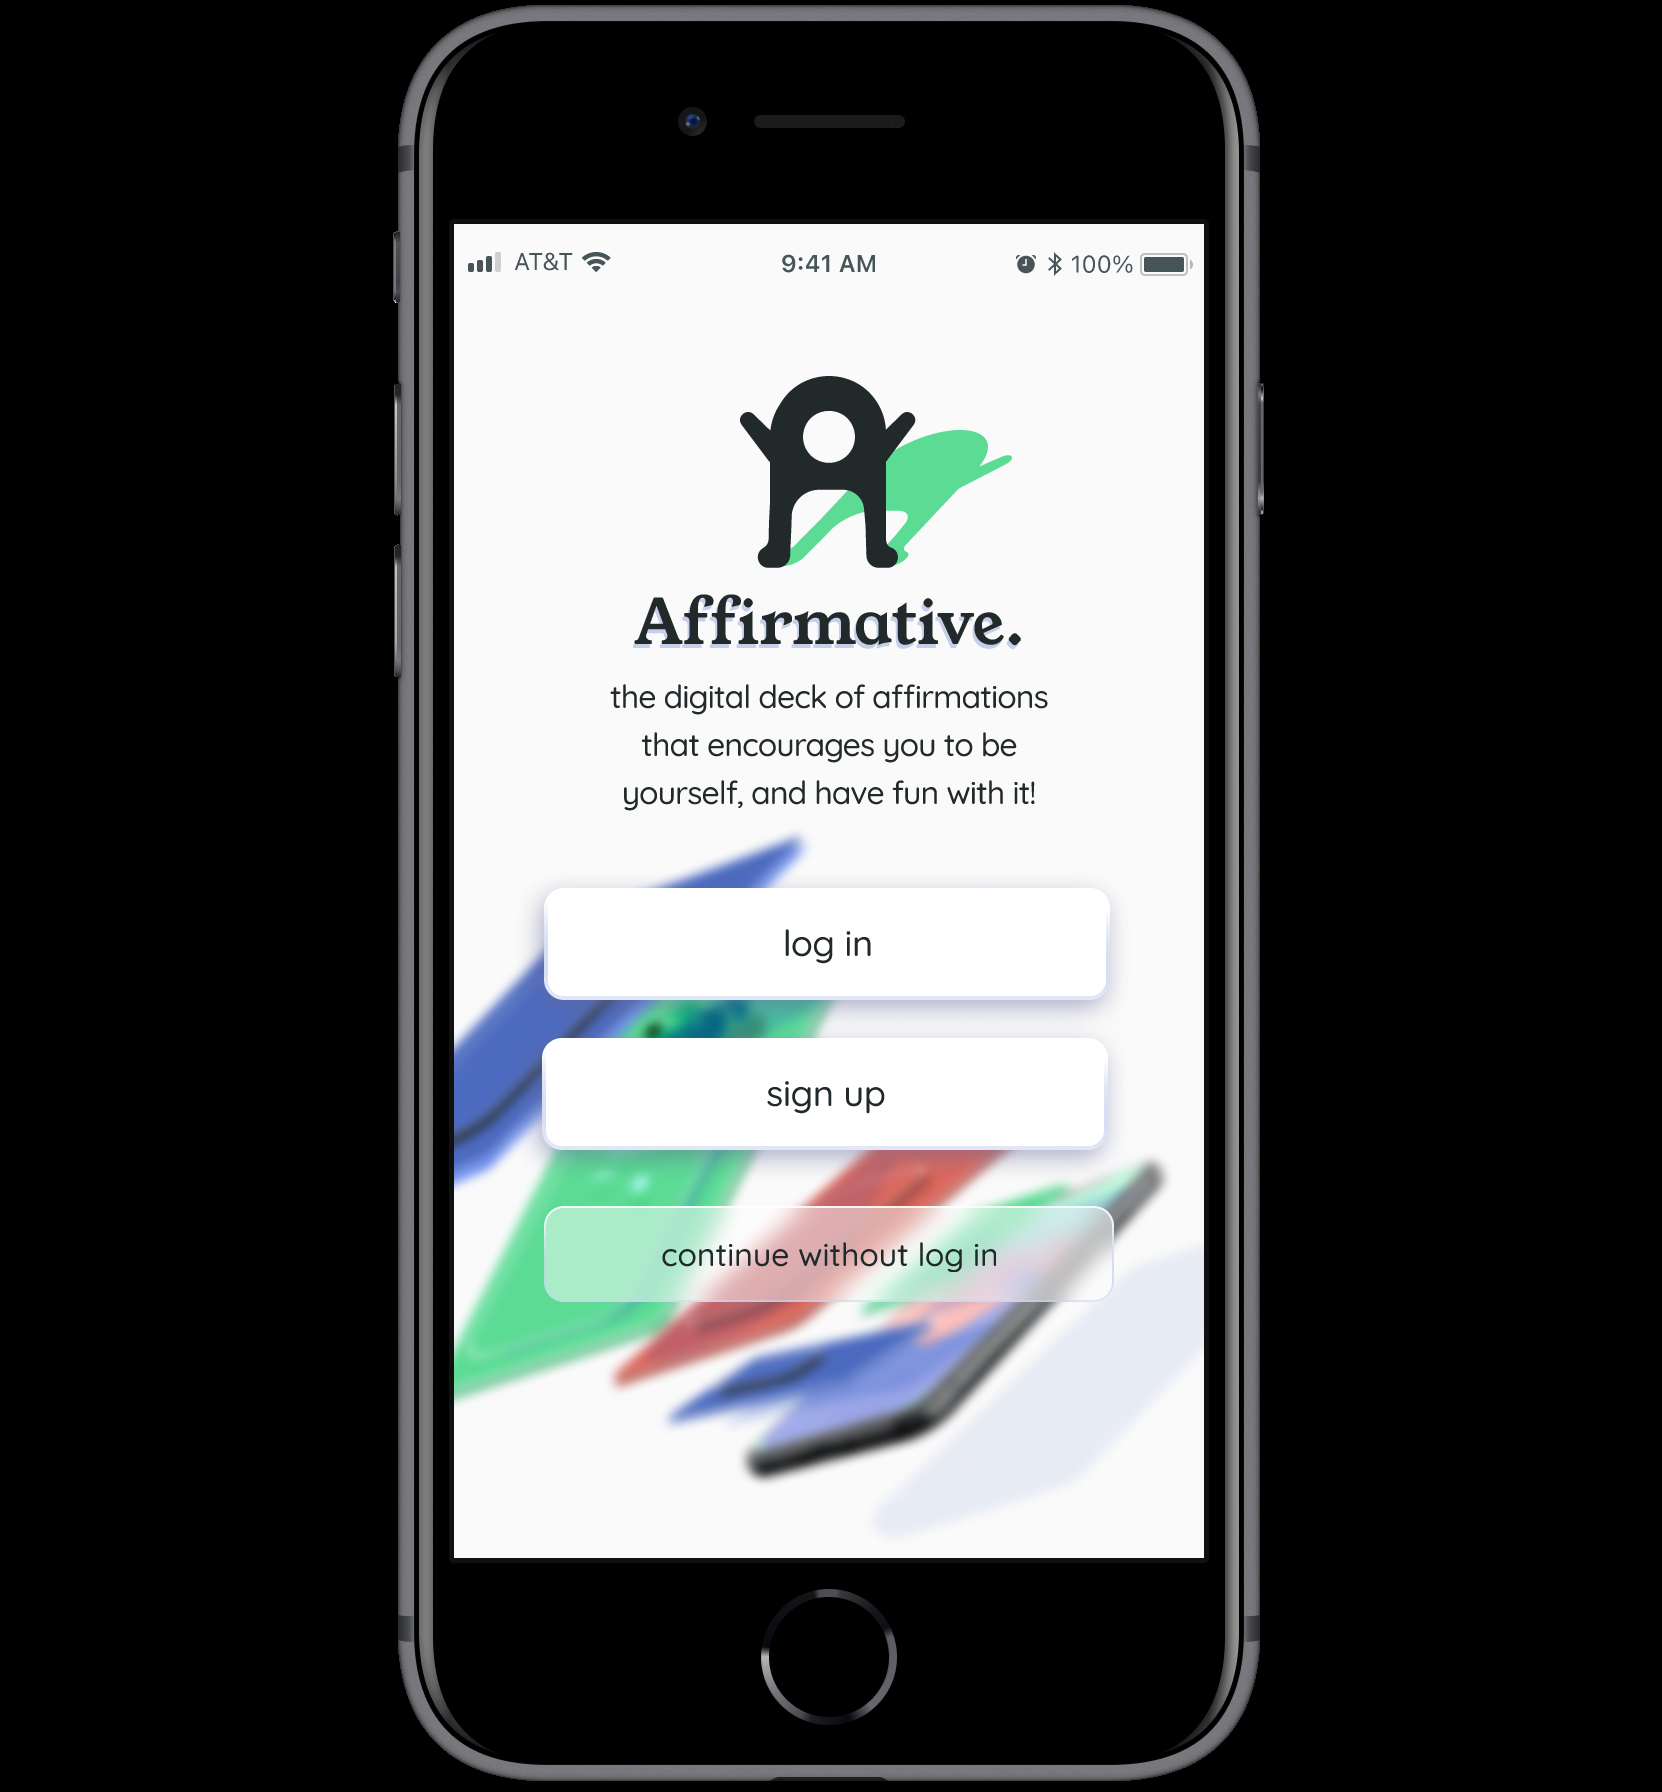 AT&T 9:41 AM 100%
Affirmative.
the digital deck of affirmations
that encourages you to be
yourself, and have fun with it!
log in
sign up
continue without log in